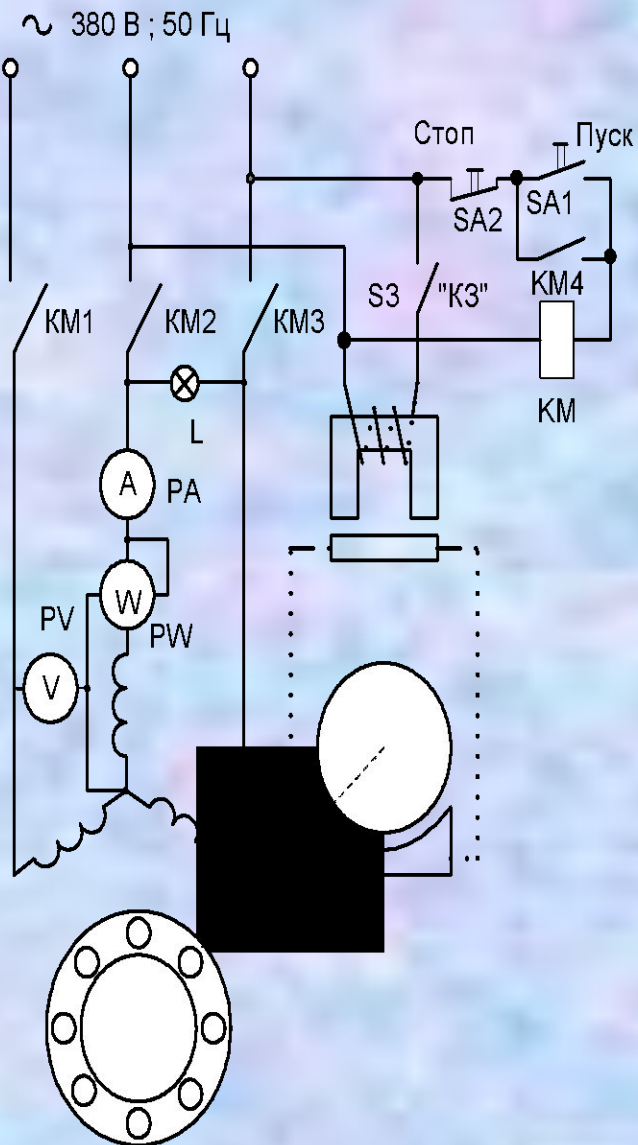 ~ 380 В ; 50 Гц
Стоп
Пуск
SA2
SA1
КМ1
КМ2
КМ3
S3
"КЗ"
КМ4
КМ
L
A
PA
W
PV
PW
V